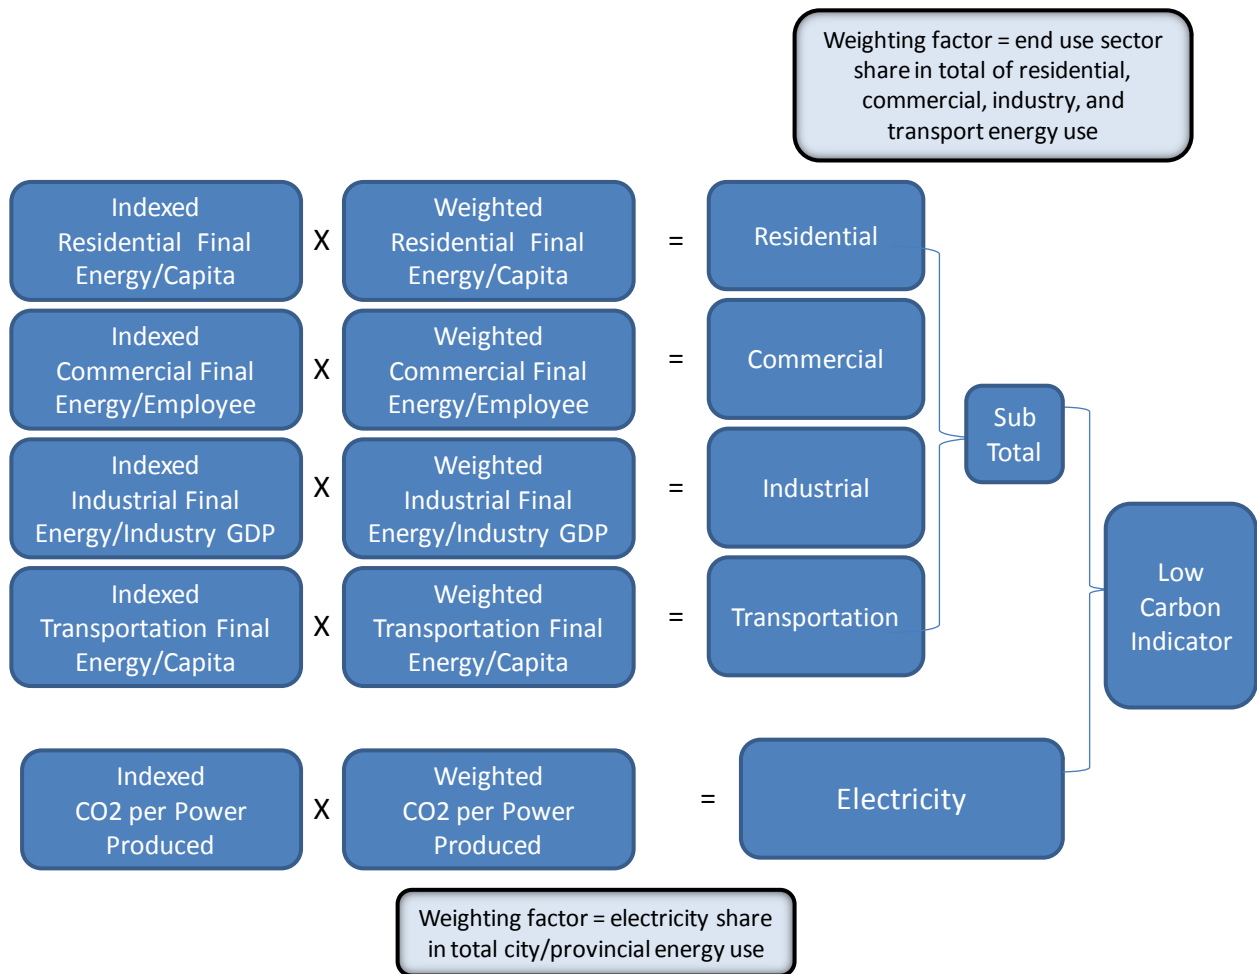 Weighting factor = end use sector
share in total of residential,
commercial, industry, and
transport energy use
Indexed
Residential Final
Energy/Capita
X
Weighted
Residential Final
Energy/Capita
=
Residential
Indexed
Commercial Final
Energy/Employee
X
Weighted
Commercial Final
Energy/Employee
=
Commercial
Indexed
Industrial Final
Energy/Industry GDP
X
Weighted
Industrial Final
Energy/Industry GDP
=
Industrial
Indexed
Transportation Final
Energy/Capita
X
Weighted
Transportation Final
Energy/Capita
=
Transportation
Sub
Total
Low
Carbon
Indicator
Indexed
CO2 per Power
Produced
X
Weighted
CO2 per Power
Produced
=
Electricity
Weighting factor = electricity share
in total city/provincial energy use